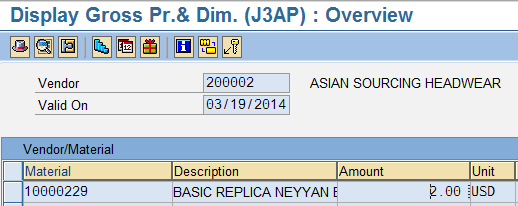 Display Gross Pr.& Dim. (J3AP) : Overview
Vendor 200002 ASIAN SOURCING HEADWEAR
Valid On 03/19/2014
Vendor/Material
Material Description Amount Unit
10000229 BASIC REPLICA NEYYAN 2.00 USD